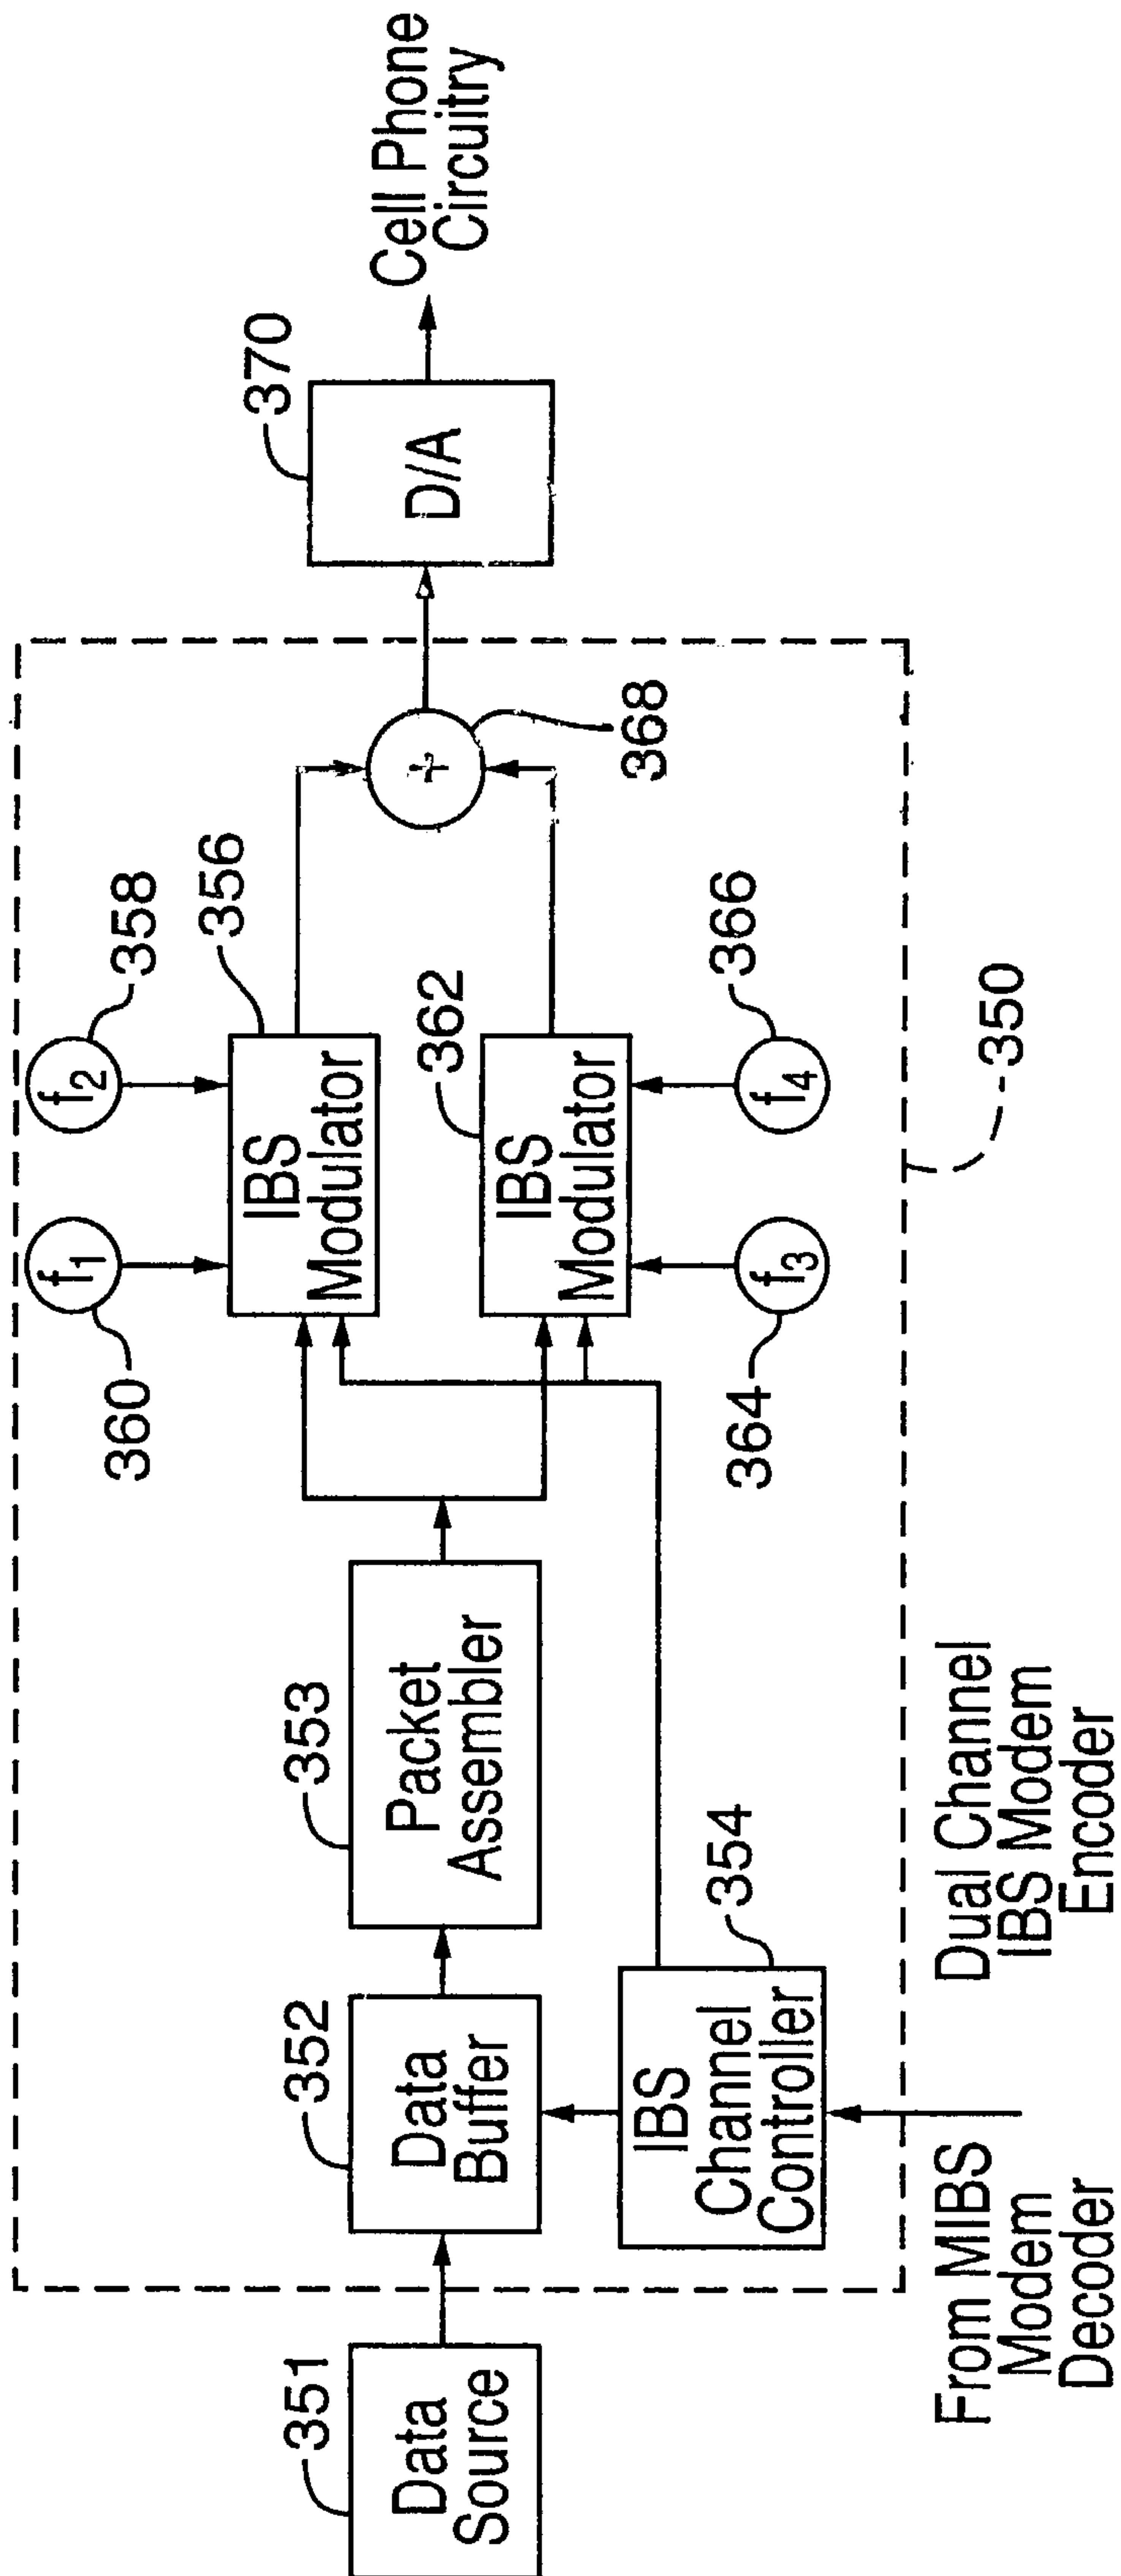 360
f1
358
f2
351
Data
Source
352
Data
Buffer
353
Packet
Assembler
IBS
Modulator
356
362
IBS
Modulator
+
368
370
D/A
Cell Phone
Circuitry
354
IBS
Channel
Controller
364
f3
366
f4
350
From MIBS
Modem
Decoder
Dual Channel
IBS Modem
Encoder